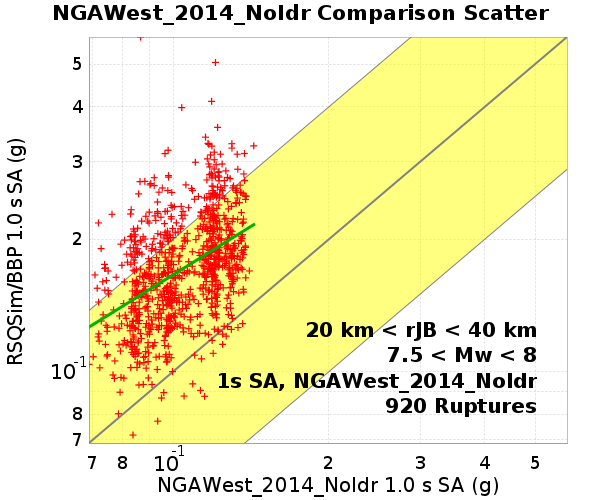 NGAWest_2014_NoIdr Comparison Scatter
RSQSim/BBP 1.0 s SA (g)
5
4
3
2
10-1
8
7
20 km < rJB < 40 km
7.5 < Mw < 8
1s SA, NGAWest_2014_NoIdr
920 Ruptures
7 8 10-1 2 3 4 5
NGAWest_2014_NoIdr 1.0 s SA (g)